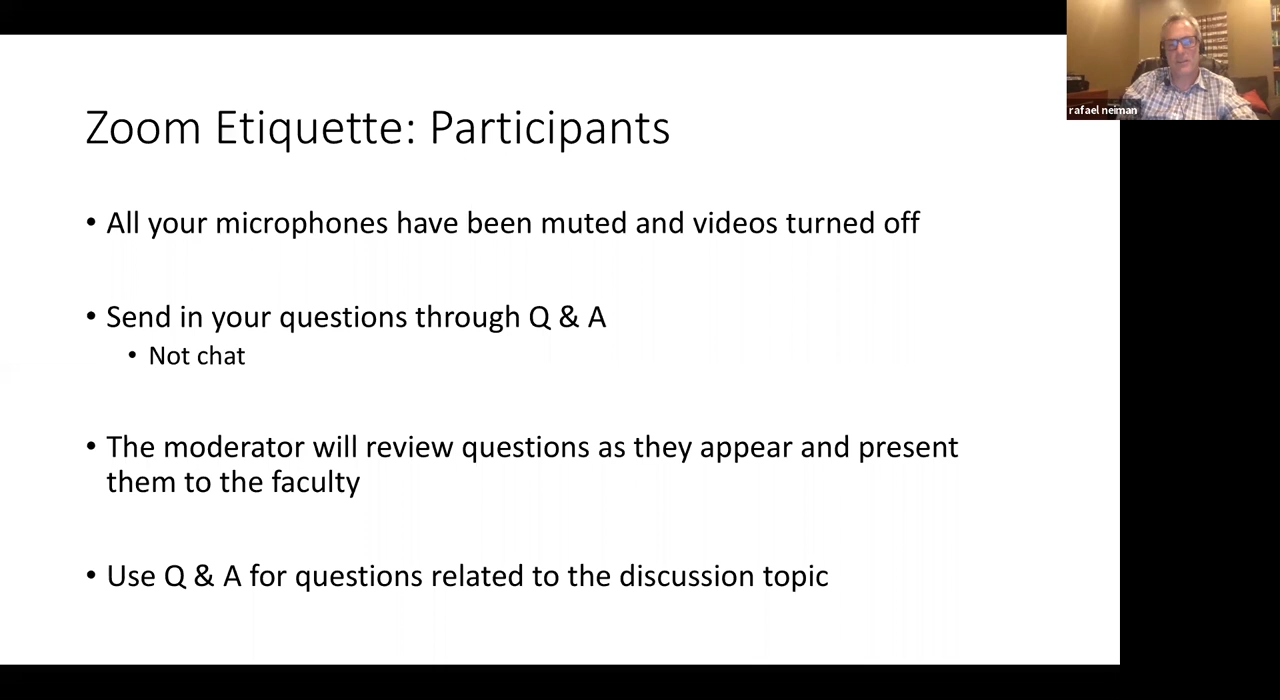 Zoom Etiquette: Participants
• All your microphones have been muted and videos turned off
• Send in your questions through Q & A
• Not chat
• The moderator will review questions as they appear and present
them to the faculty
• Use Q & A for questions related to the discussion topic
rafael neiman